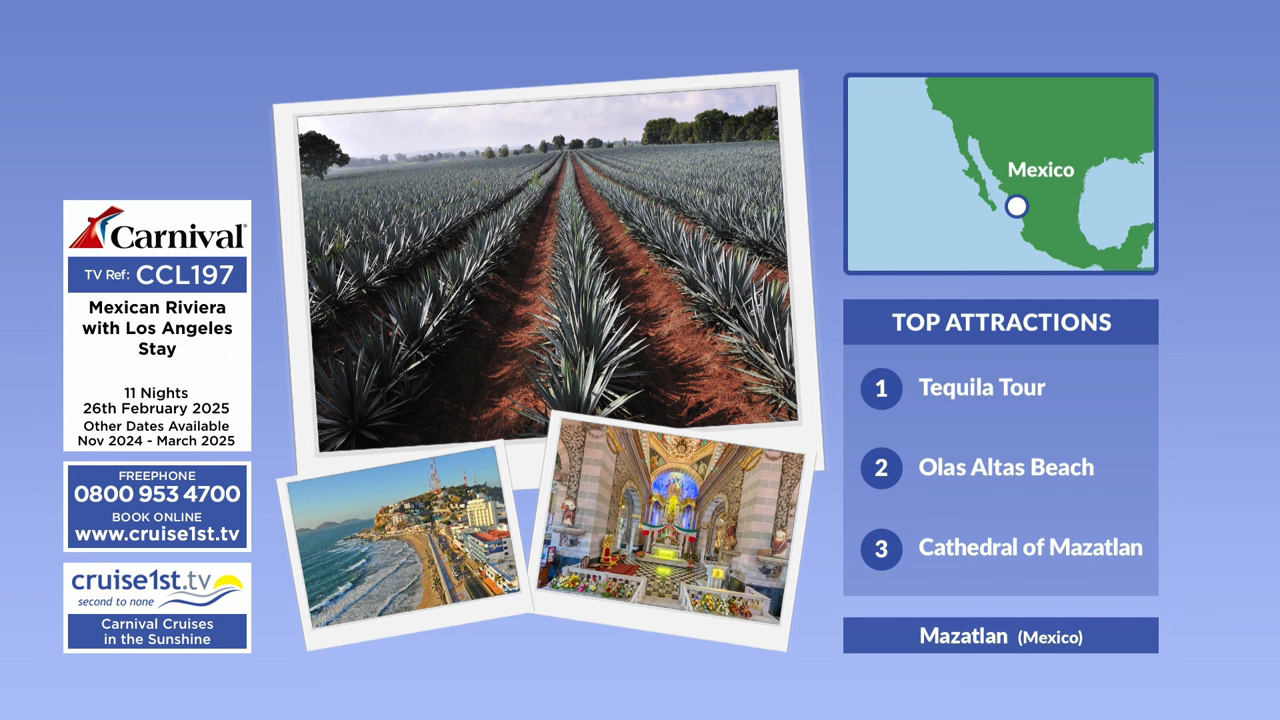 Carnival
TV Ref: CCL197
Mexican Riviera
with Los Angeles
Stay
11 Nights
26th February 2025
Other Dates Available
Nov 2024 - March 2025
FREEPHONE
0800 953 4700
BOOK ONLINE
www.cruise1st.tv
cruise1st.tv
second to none
Carnival Cruises
in the Sunshine
Mexico
TOP ATTRACTIONS
1 Tequila Tour
2 Olas Altas Beach
3 Cathedral of Mazatlan
Mazatlan (Mexico)